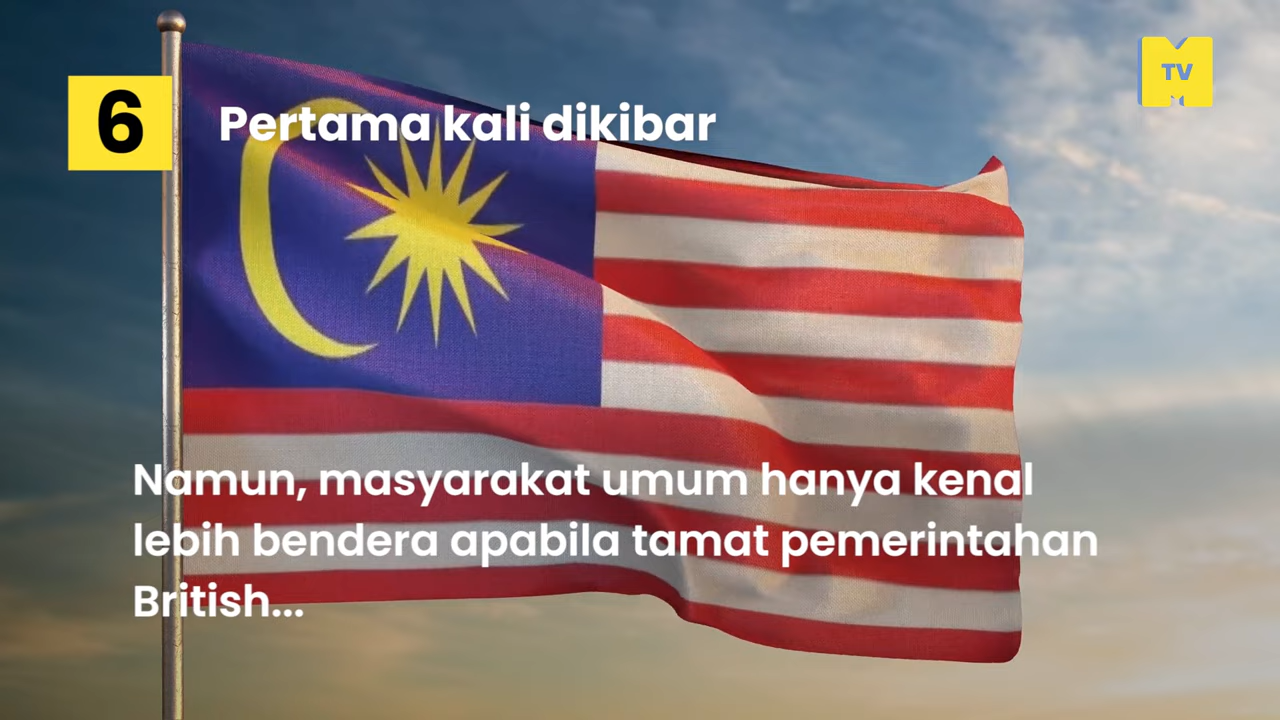 6
Pertama kali dikibar
TV
Namun, masyarakat umum hanya kenal
lebih bendera apabila tamat pemerintahan
British...